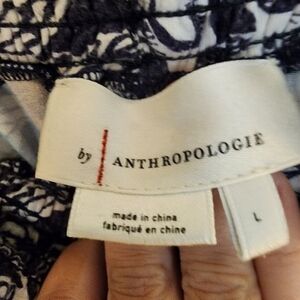 by ANTHROPOLOGIE
made in china
fabriqué en chine
L